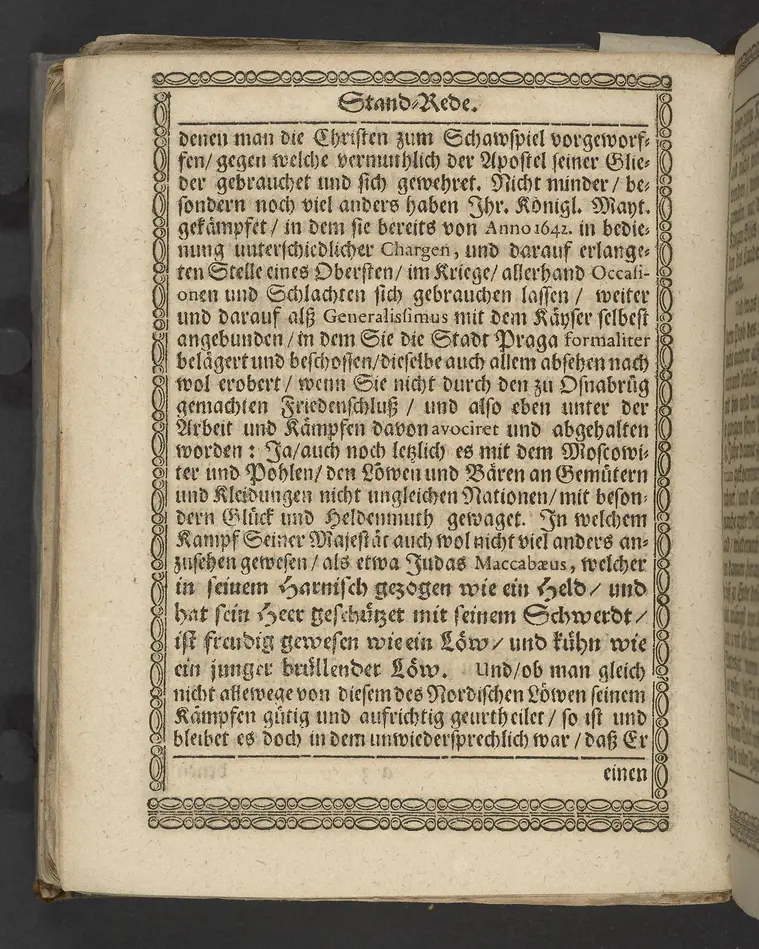 Stand-Rede.
denen man die Christen zum Schawspiel vorgeworf-
fen/ gegen welche vermuthlich der Apostel seiner Glie-
der gebrauchet und sich gewehret. Nicht minder/ be-
sondern noch viel anders haben Ihr. Königl. Mayt.
gekämpfet/ in dem sie bereits von Anno 1642. in bedie-
nung unterschiedlicher Chargen, und darauf erlange-
ten Stelle eines Obersten/ im Kriege/ allerhand Occasi-
onen und Schlachten sich gebrauchen lassen/ weiter
und darauf alß Generalissimus mit dem Käyser selbest
angebunden/ in dem Sie die Stadt Praga formaliter
belägert und beschossen/ dieselbe auch allem absehen nach
wol erobert/ wenn Sie nicht durch den zu Osnabrüg
gemachten Friedenschluß/ und also eben unter der
Arbeit und Kämpfen davon avociret und abgehalten
worden: Ja/ auch noch letzlich es mit dem Moscowi-
ter und Pohlen/ den Löwen und Bären an Gemütern
und Kleidungen nicht ungleichen Nationen/ mit beson-
dern Glück und Heldenmuth gewaget. In welchem
Kampf Seiner Majestät auch wol nicht viel anders an-
zusehen gewesen/ als etwa Judas Maccabæus, welcher
in seinem Harnisch gezogen wie ein Held/ und
hat sein Heer geschützet mit seinem Schwerdt/
ist freudig gewesen wie ein Löw/ und kühn wie
ein junger brüllender Löw. Und/ ob man gleich
nicht allewege von diesem des Nordischen Löwen seinem
Kämpfen gütig und aufrichtig geurtheilet/ so ist und
bleibet es doch in dem unwiedersprechlich war/ daß Er
einen